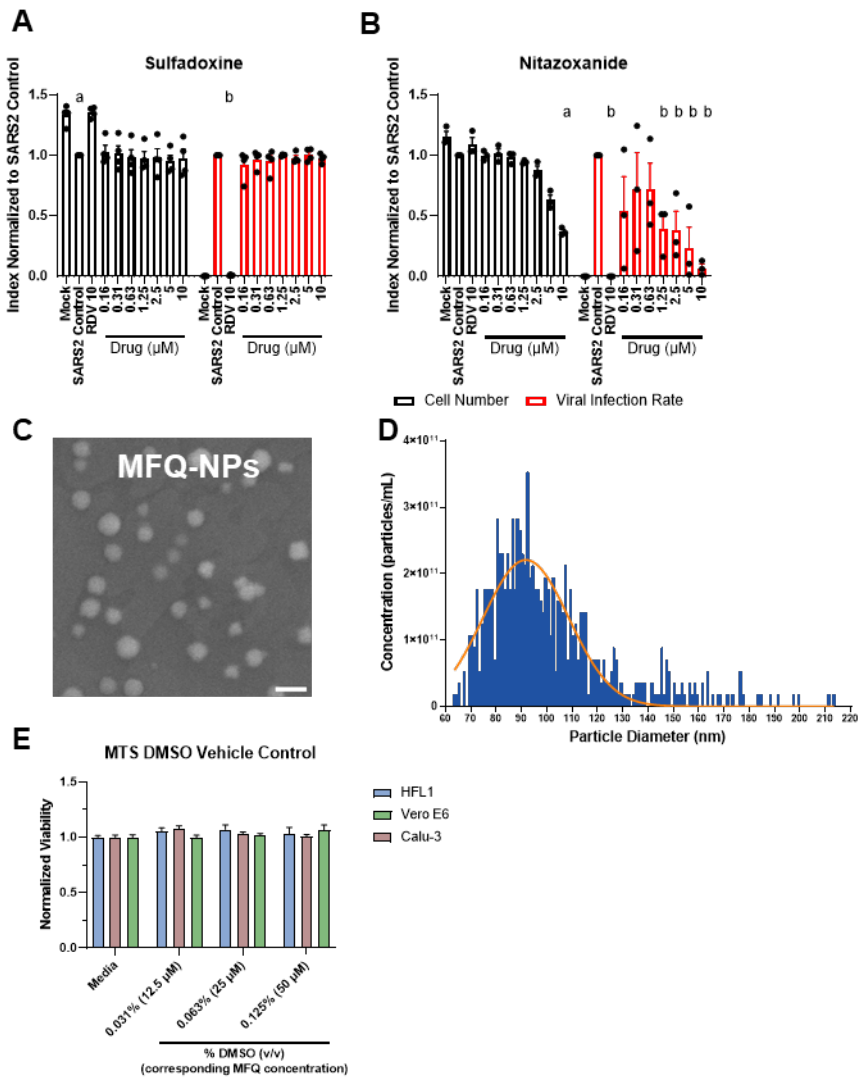 A
Sulfadoxine
Index Normalized to SARS2 Control
1.5
1.0
0.5
0.0
a
b
Mock
SARS2 Control
RDV 10
0.16
0.31
0.63
1.25
2.5
5
10
Drug (µM)
Mock
SARS2 Control
RDV 10
0.16
0.31
0.63
1.25
2.5
5
10
Drug (µM)
B
Nitazoxanide
Index Normalized to SARS2 Control
1.5
1.0
0.5
0.0
a
b
b b b b
Mock
SARS2 Control
RDV 10
0.16
0.31
0.63
1.25
2.5
5
10
Drug (µM)
Mock
SARS2 Control
RDV 10
0.16
0.31
0.63
1.25
2.5
5
10
Drug (µM)
Cell Number
Viral Infection Rate
C
MFQ-NPs
D
Concentration (particles/mL)
4×10¹¹
3×10¹¹
2×10¹¹
1×10¹¹
0
60 70 80 90 100 110 120 130 140 150 160 170 180 190 200 210 220
Particle Diameter (nm)
E
MTS DMSO Vehicle Control
Normalized Viability
1.5
1.0
0.5
0.0
Media
0.031% (12.5 µM)
0.063% (25 µM)
0.125% (50 µM)
% DMSO (v/v)
(corresponding MFQ concentration)
HFL1
Vero E6
Calu-3